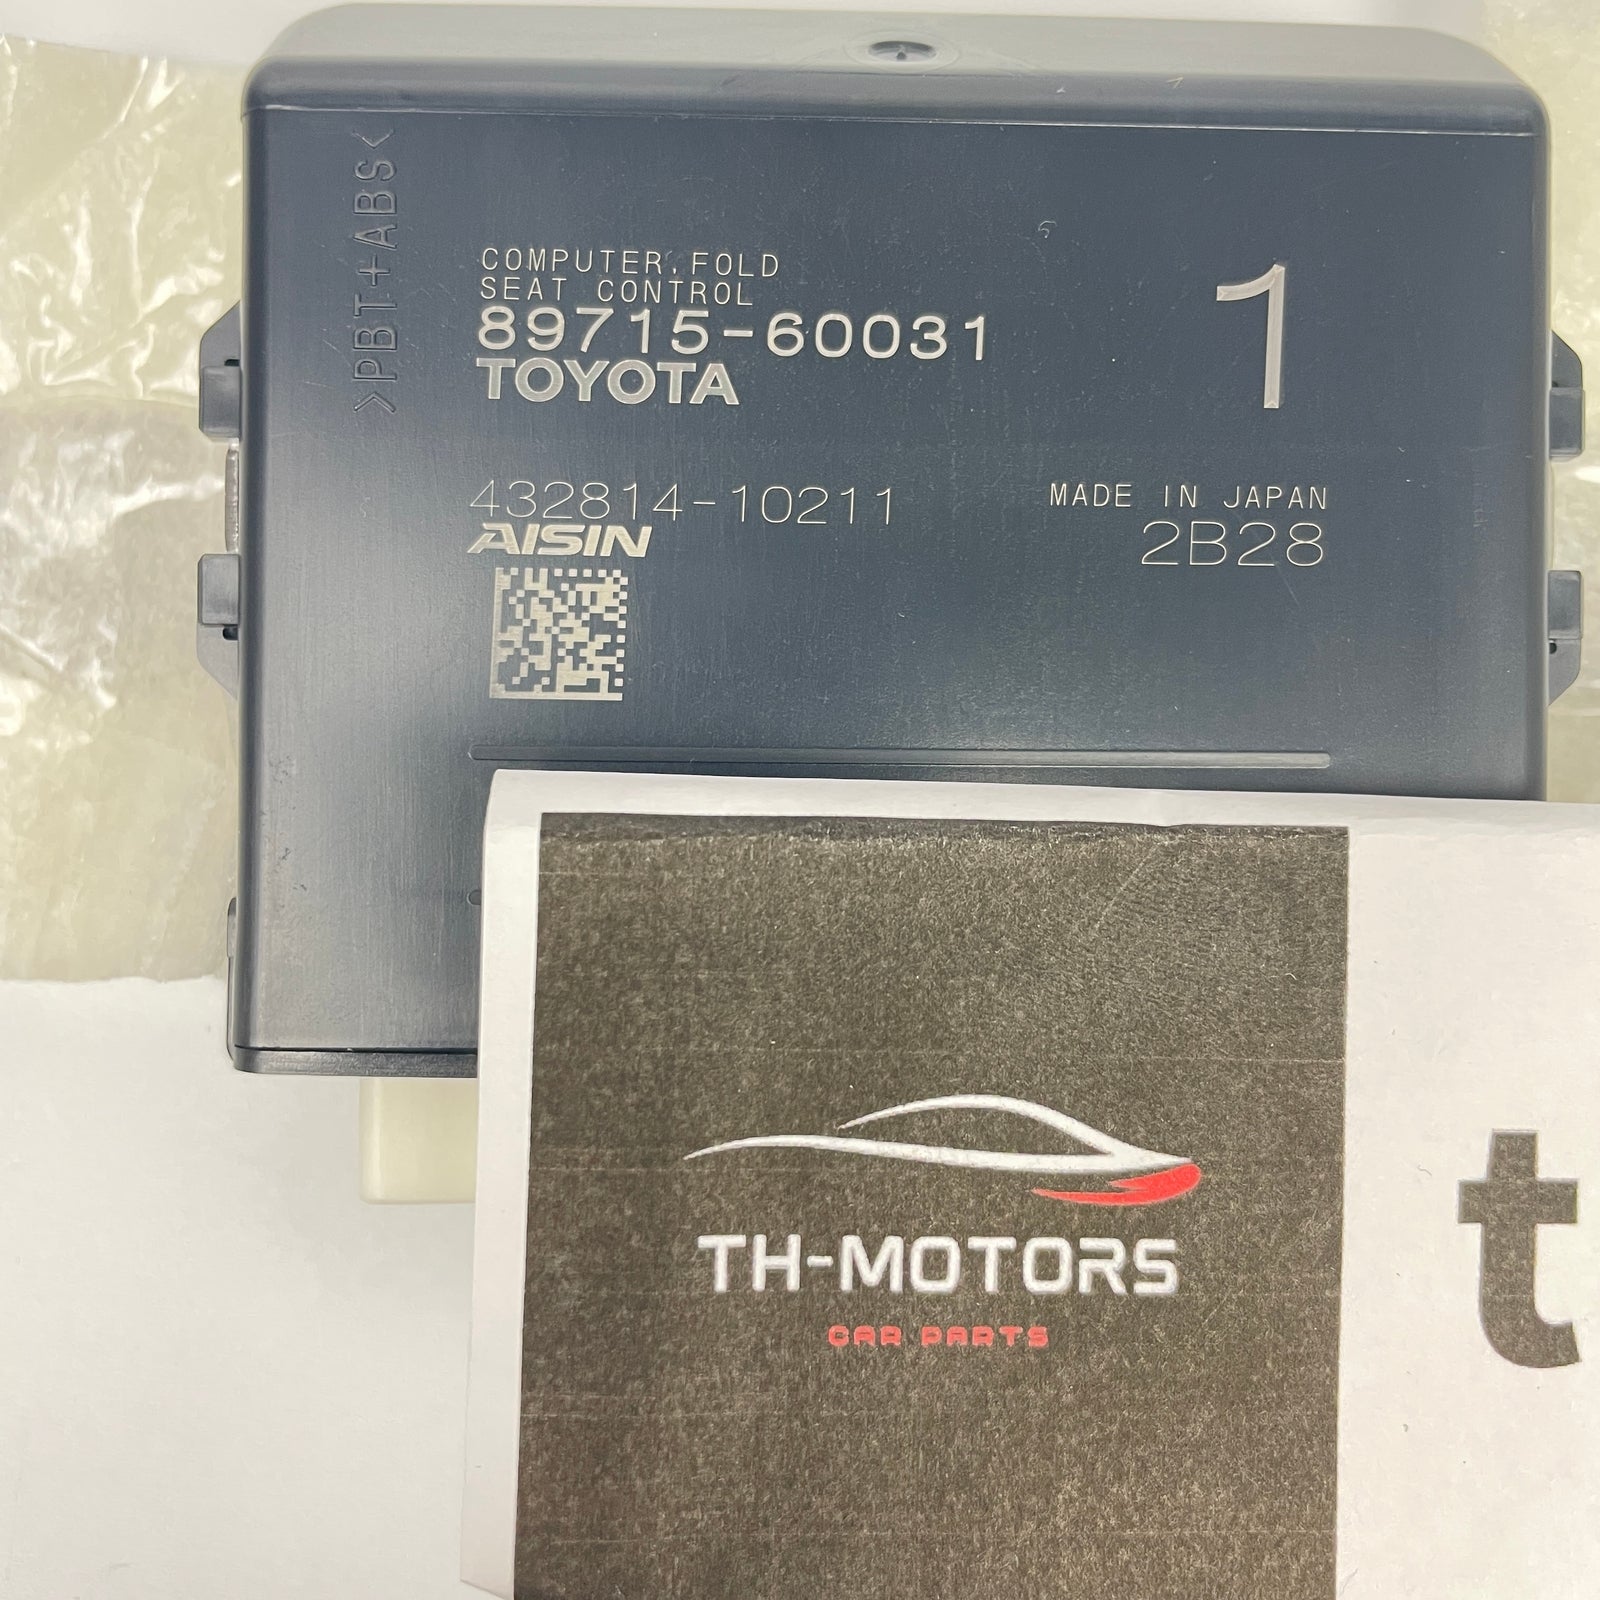 >PBT+ABS<
COMPUTER, FOLD
SEAT CONTROL
89715-60031
TOYOTA
1
432814-10211
AISIN
MADE IN JAPAN
2B28
TH-MOTORS
CAR PARTS
t